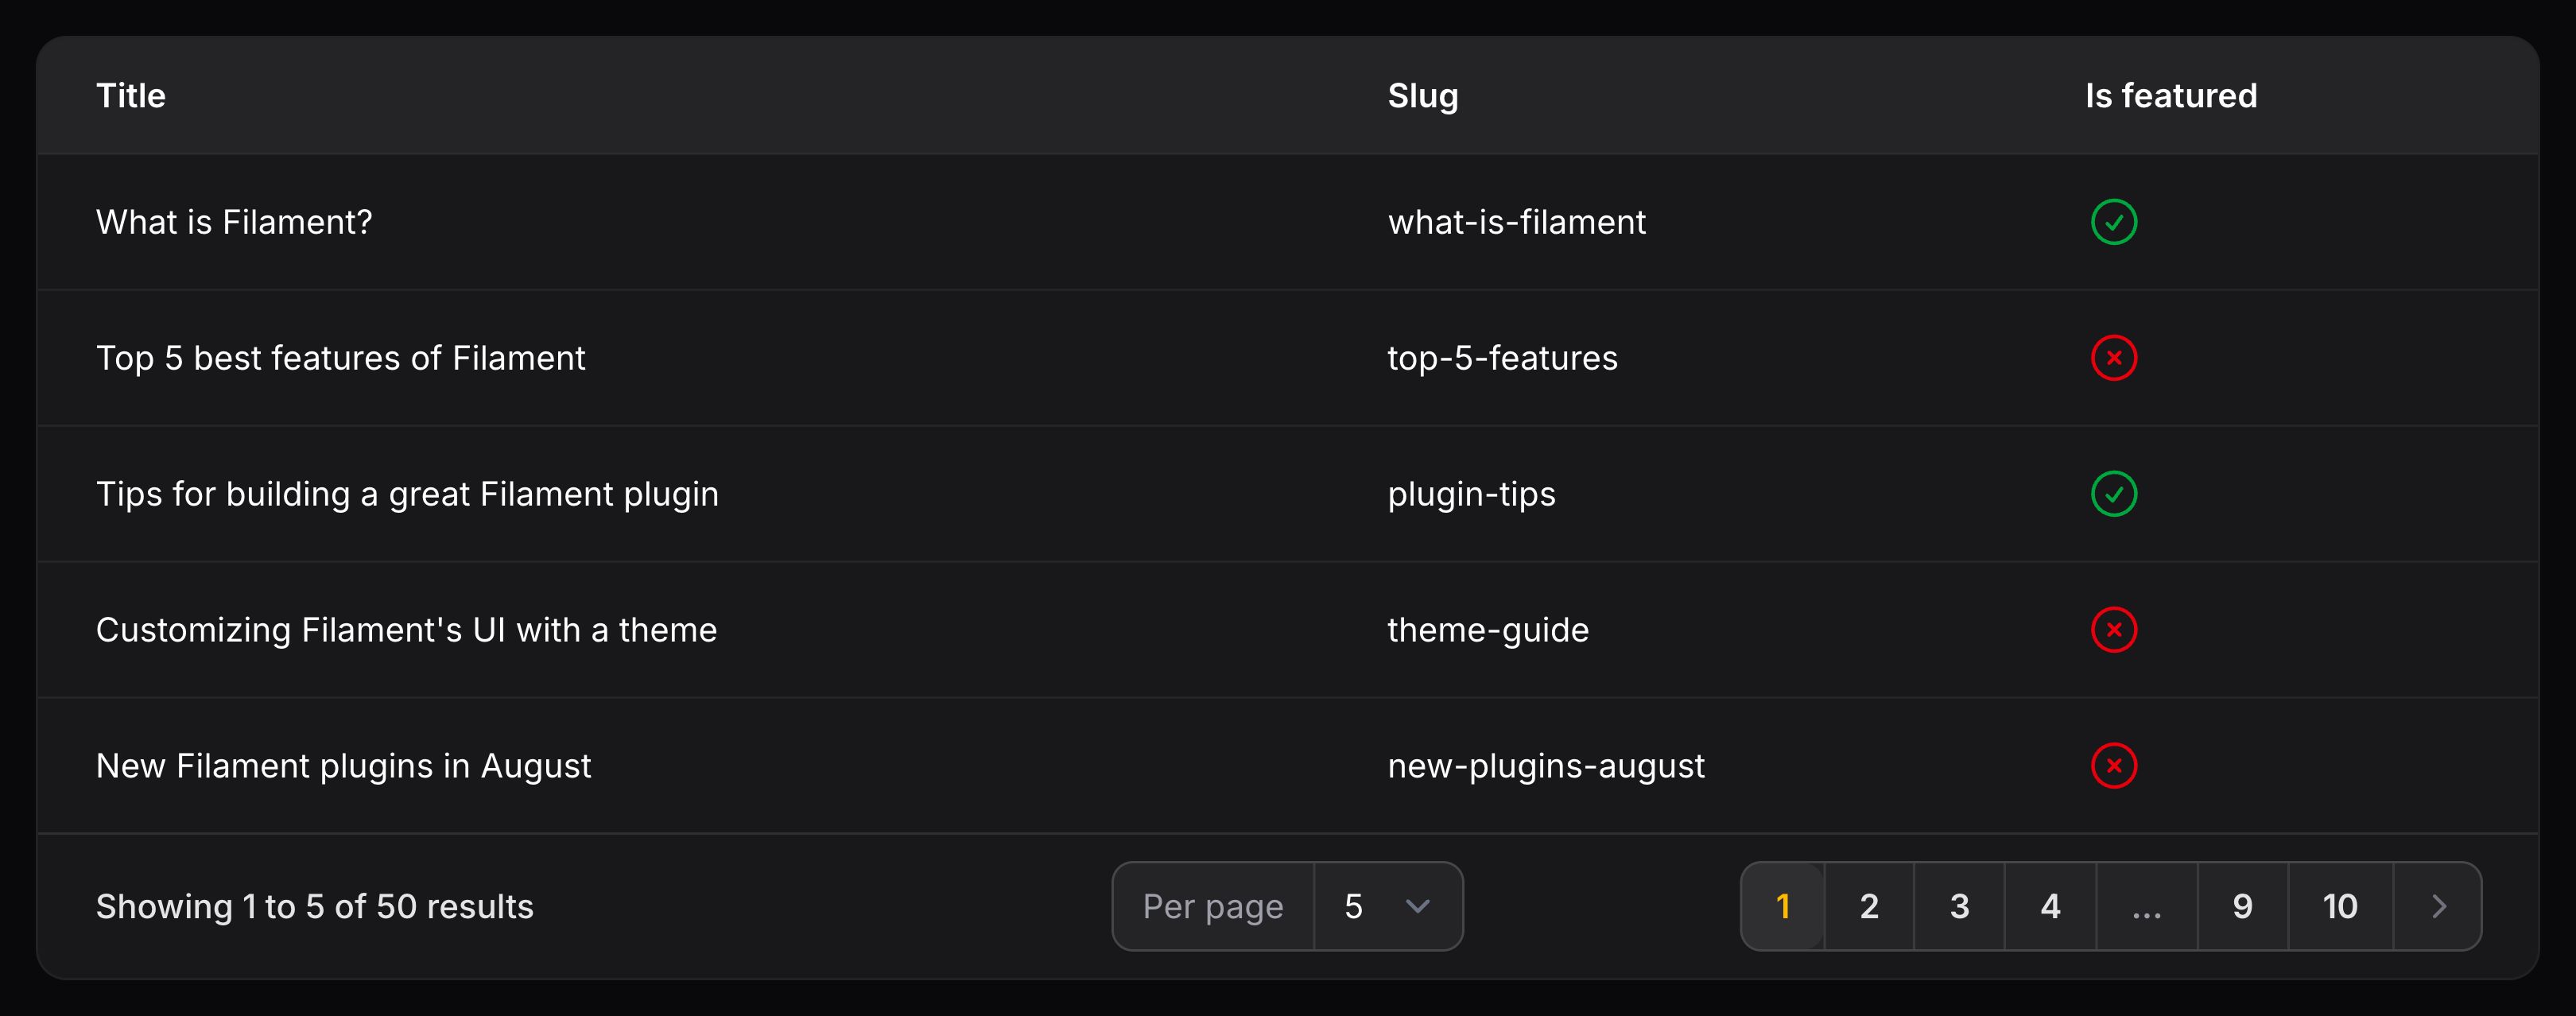 Title Slug Is featured
What is Filament? what-is-filament
Top 5 best features of Filament top-5-features
Tips for building a great Filament plugin plugin-tips
Customizing Filament's UI with a theme theme-guide
New Filament plugins in August new-plugins-august
Showing 1 to 5 of 50 results Per page 5 1 2 3 4 ... 9 10